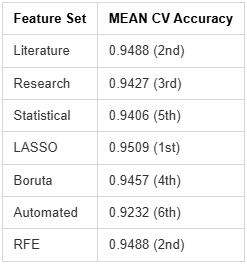 Feature Set MEAN CV Accuracy
Literature 0.9488 (2nd)
Research 0.9427 (3rd)
Statistical 0.9406 (5th)
LASSO 0.9509 (1st)
Boruta 0.9457 (4th)
Automated 0.9232 (6th)
RFE 0.9488 (2nd)